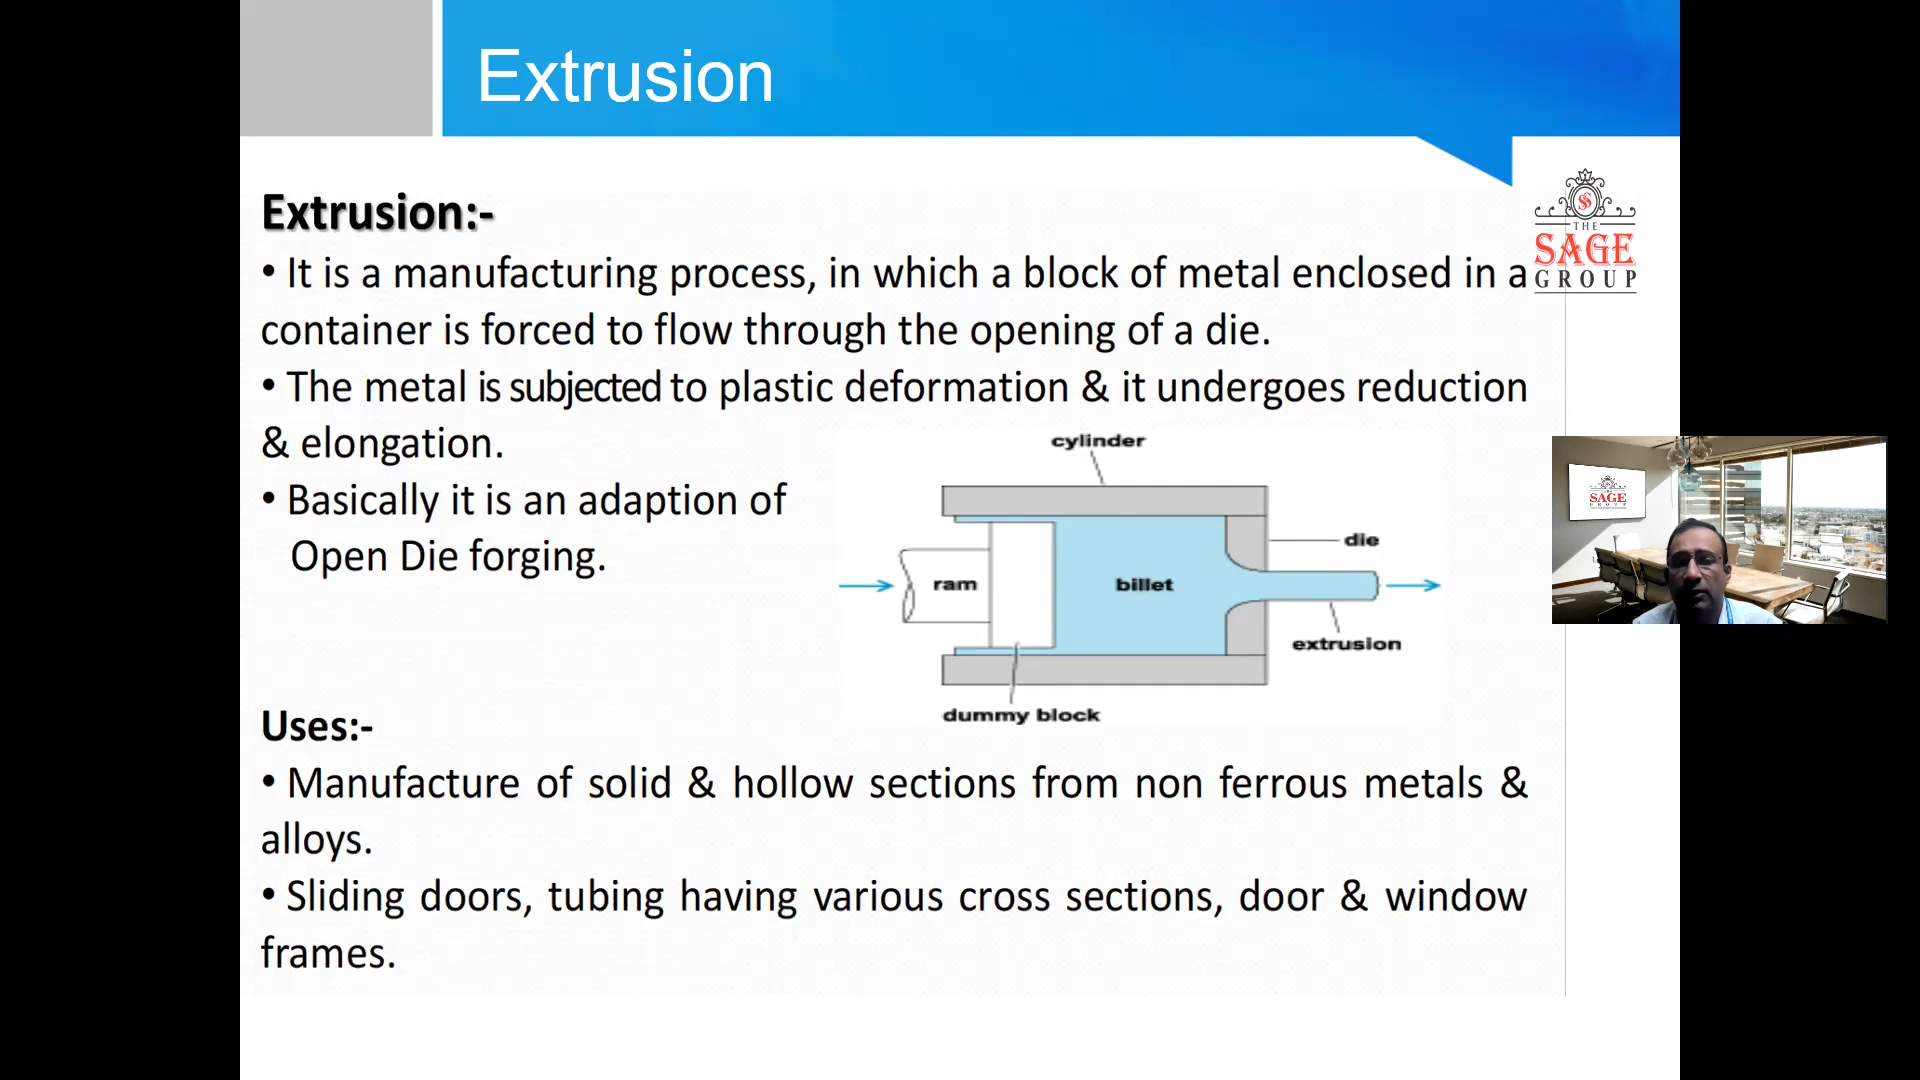 Extrusion
Extrusion:-
• It is a manufacturing process, in which a block of metal enclosed in a
container is forced to flow through the opening of a die.
• The metal is subjected to plastic deformation & it undergoes reduction
& elongation.
• Basically it is an adaption of
Open Die forging.
cylinder
die
ram
billet
extrusion
dummy block
Uses:-
• Manufacture of solid & hollow sections from non ferrous metals &
alloys.
• Sliding doors, tubing having various cross sections, door & window
frames.
THE
SAGE
GROUP
SAGE